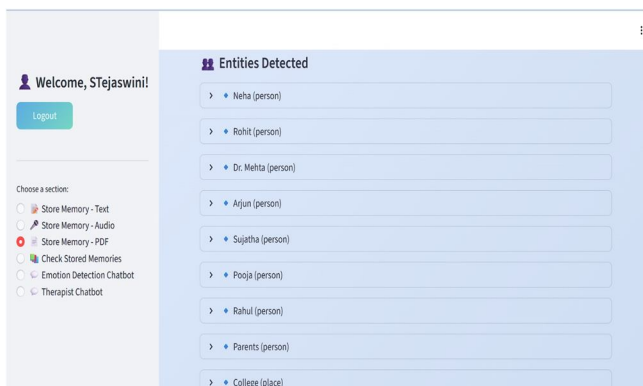 Welcome, STejaswini!
Logout
Choose a section:
Store Memory - Text
Store Memory - Audio
Store Memory - PDF
Check Stored Memories
Emotion Detection Chatbot
Therapist Chatbot
Entities Detected
Neha (person)
Rohit (person)
Dr. Mehta (person)
Arjun (person)
Sujatha (person)
Pooja (person)
Rahul (person)
Parents (person)
College (place)